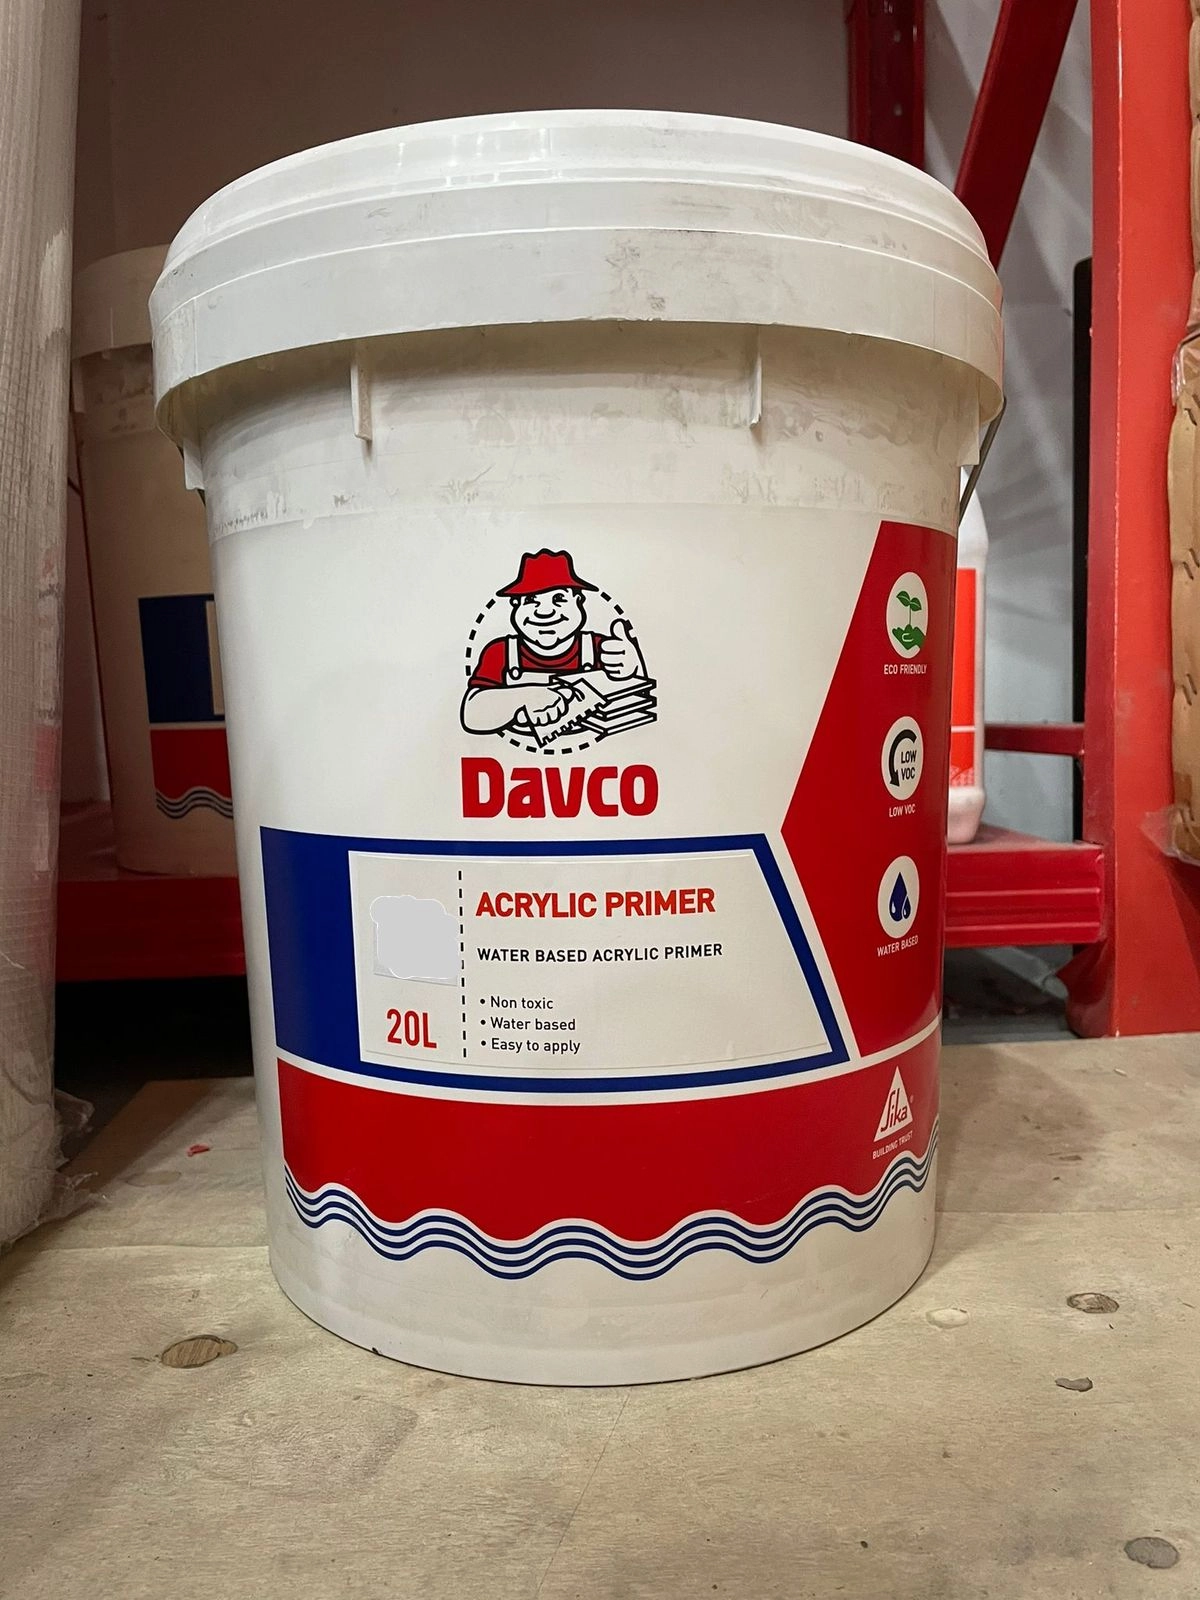 Davco
ACRYLIC PRIMER
WATER BASED ACRYLIC PRIMER
20L
• Non toxic
• Water based
• Easy to apply
ECO FRIENDLY
LOW
VOC
LOW VOC
WATER BASED
Sika®
BUILDING TRUST